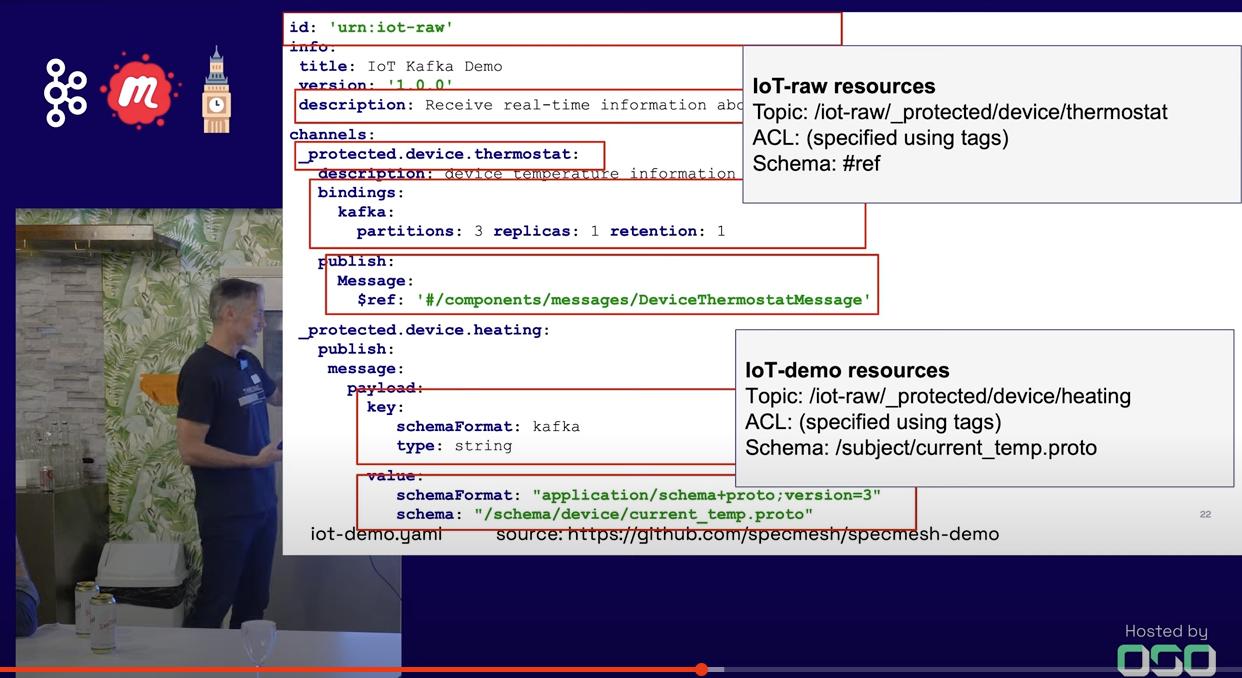 id: 'urn:iot-raw'
info:
title: IoT Kafka Demo
version: '1.0.0'
description: Receive real-time information abo
channels:
_protected.device.thermostat:
description: device temperature information
bindings:
kafka:
partitions: 3 replicas: 1 retention: 1
publish:
Message:
$ref: '#/components/messages/DeviceThermostatMessage'
_protected.device.heating:
publish:
message:
payload:
key:
schemaFormat: kafka
type: string
value:
schemaFormat: "application/schema+proto;version=3"
schema: "/schema/device/current_temp.proto"
iot-demo.yaml source: https://github.com/specmesh/specmesh-demo
IoT-raw resources
Topic: /iot-raw/_protected/device/thermostat
ACL: (specified using tags)
Schema: #ref
IoT-demo resources
Topic: /iot-raw/_protected/device/heating
ACL: (specified using tags)
Schema: /subject/current_temp.proto
22
m
Hosted by
OSO